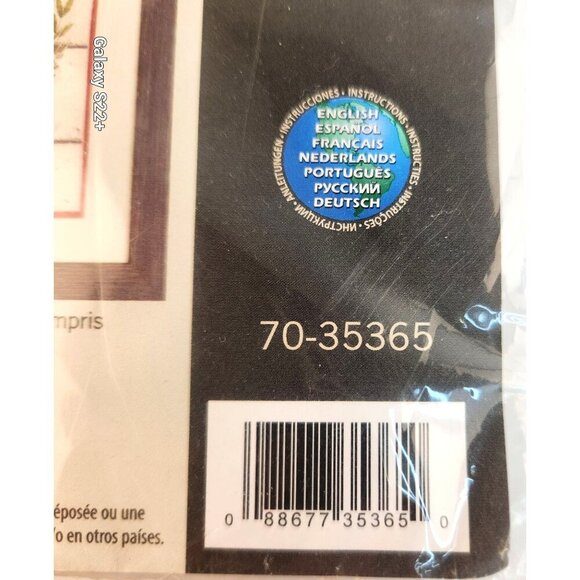 Galaxy S22+
INSTRUCCIONES • INSTRUCTIONS • INSTRUCTIES • INSTRUÇÕES • ИНСТРУКЦИИ • ANLEITUNGEN •
ENGLISH
ESPAÑOL
FRANÇAIS
NEDERLANDS
PORTUGUÊS
РУССКИЙ
DEUTSCH
mpris
70-35365
0 88677 35365 0
éposée ou une
/o en otros países.